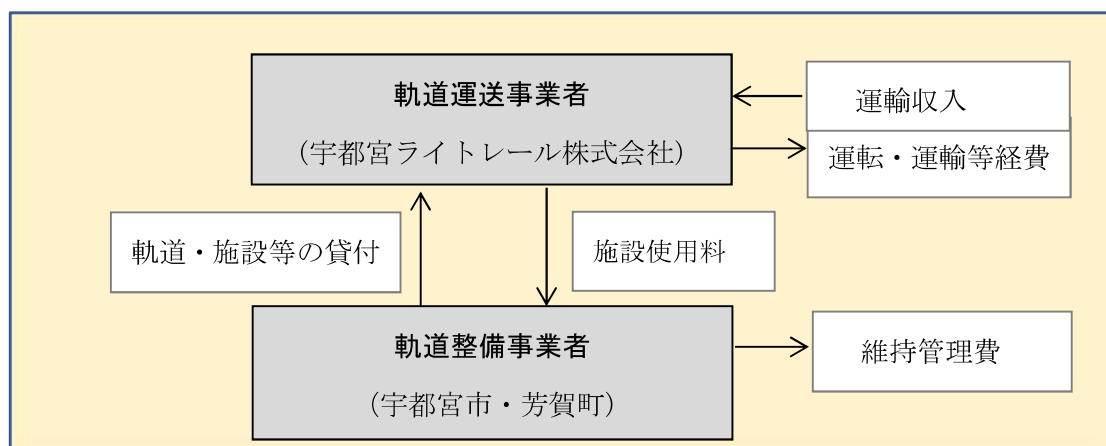 軌道運送事業者
（宇都宮ライトレール株式会社）
運輸収入
運転・運輸等経費
軌道・施設等の貸付
施設使用料
軌道整備事業者
（宇都宮市・芳賀町）
維持管理費